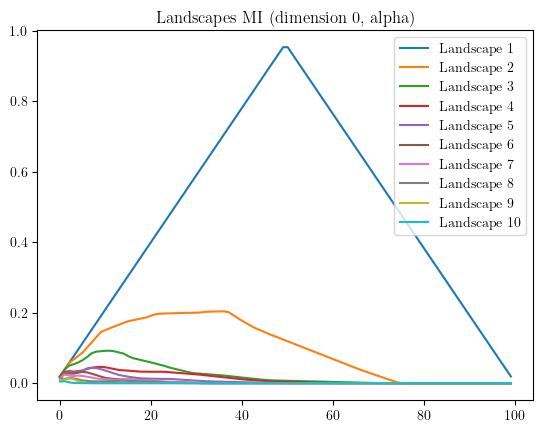 Landscapes MI (dimension 0, alpha)
1.0
0.8
0.6
0.4
0.2
0.0
0
20
40
60
80
100
Landscape 1
Landscape 2
Landscape 3
Landscape 4
Landscape 5
Landscape 6
Landscape 7
Landscape 8
Landscape 9
Landscape 10